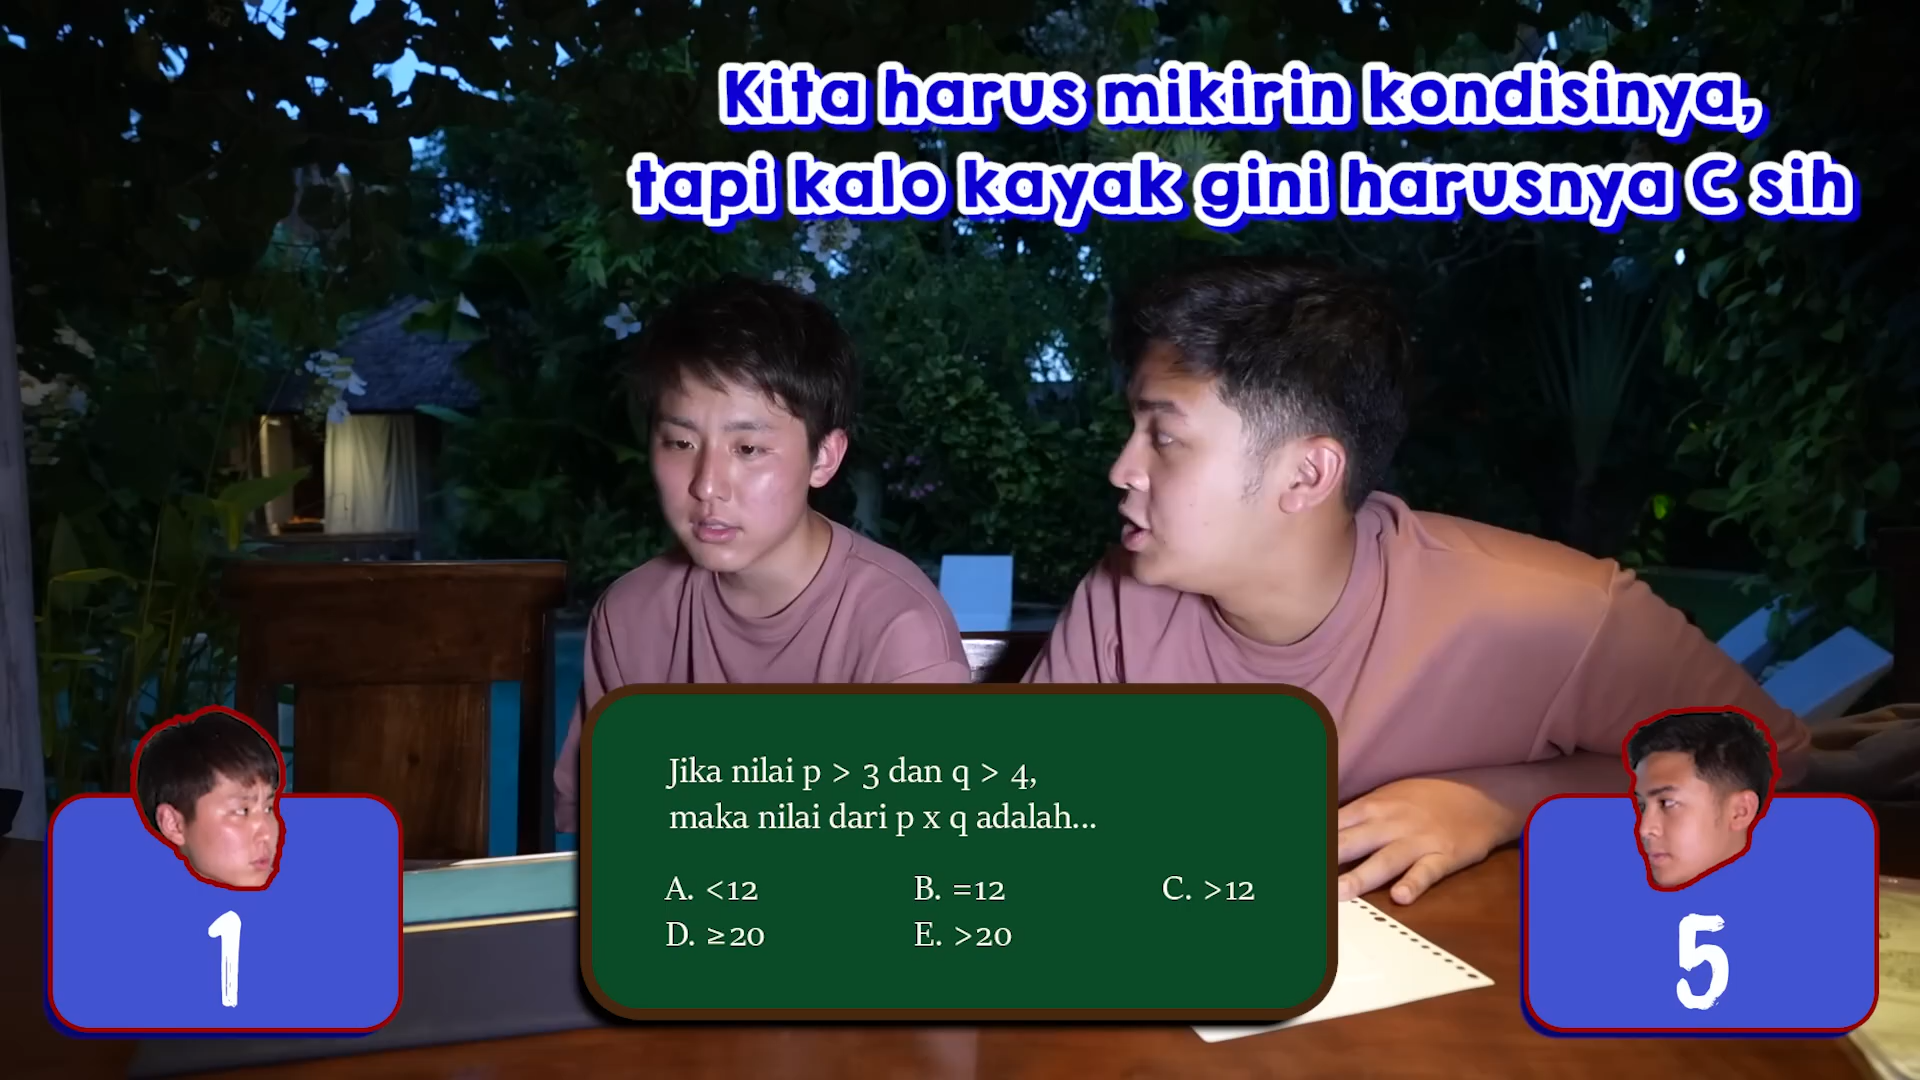 Kita harus mikirin kondisinya,
tapi kalo kayak gini harusnya C sih
Jika nilai p > 3 dan q > 4,
maka nilai dari p x q adalah...
A. <12 B. =12 C. >12
D. ≥20 E. >20
1
5